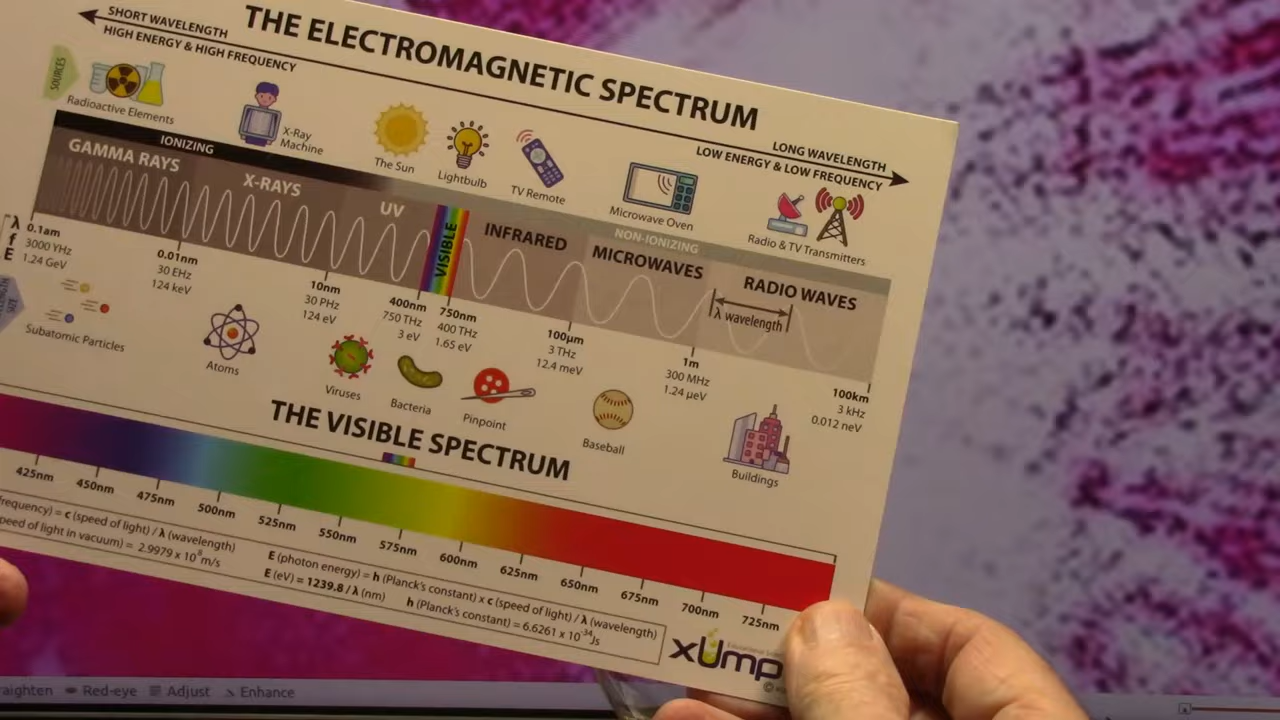 SHORT WAVELENGTH
HIGH ENERGY & HIGH FREQUENCY
THE ELECTROMAGNETIC SPECTRUM
LONG WAVELENGTH
LOW ENERGY & LOW FREQUENCY
SOURCES
Radioactive Elements
X-Ray
Machine
The Sun
Lightbulb
TV Remote
Microwave Oven
Radio & TV Transmitters
IONIZING
NON-IONIZING
GAMMA RAYS
X-RAYS
UV
VISIBLE
INFRARED
MICROWAVES
RADIO WAVES
λ wavelength
λ
f
E
0.1am
3000 YHz
1.24 GeV
0.01nm
30 EHz
124 keV
10nm
30 PHz
124 eV
400nm
750 THz
3 eV
750nm
400 THz
1.65 eV
100µm
3 THz
12.4 meV
1m
300 MHz
1.24 µeV
100km
3 kHz
0.012 neV
SIZE
Subatomic Particles
Atoms
Viruses
Bacteria
Pinpoint
Baseball
Buildings
THE VISIBLE SPECTRUM
425nm 450nm 475nm 500nm 525nm 550nm 575nm 600nm 625nm 650nm 675nm 700nm 725nm
frequency) = c (speed of light) / λ (wavelength)
peed of light in vacuum) = 2.9979 x 10⁸m/s
E (photon energy) = h (Planck's constant) x c (speed of light) / λ (wavelength)
E (eV) = 1239.8 / λ (nm) h (Planck's constant) = 6.6261 x 10⁻³⁴Js
xUmp
©
aighten Red-eye Adjust Enhance